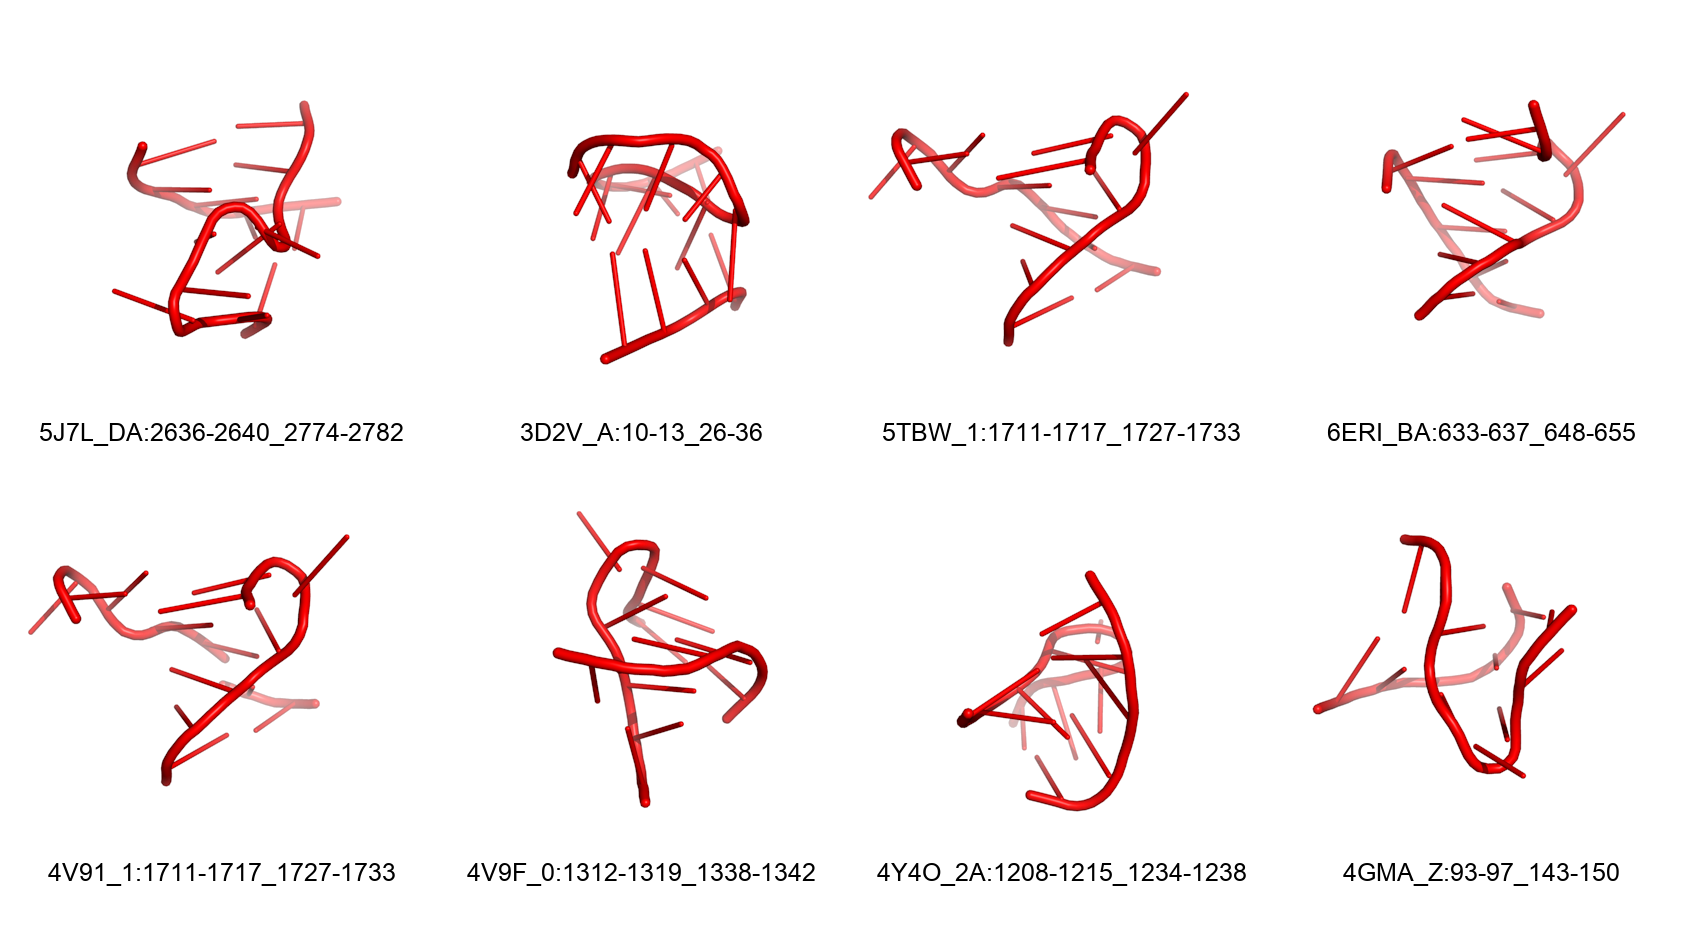 5J7L_DA:2636-2640_2774-2782
3D2V_A:10-13_26-36
5TBW_1:1711-1717_1727-1733
6ERI_BA:633-637_648-655
4V91_1:1711-1717_1727-1733
4V9F_0:1312-1319_1338-1342
4Y4O_2A:1208-1215_1234-1238
4GMA_Z:93-97_143-150